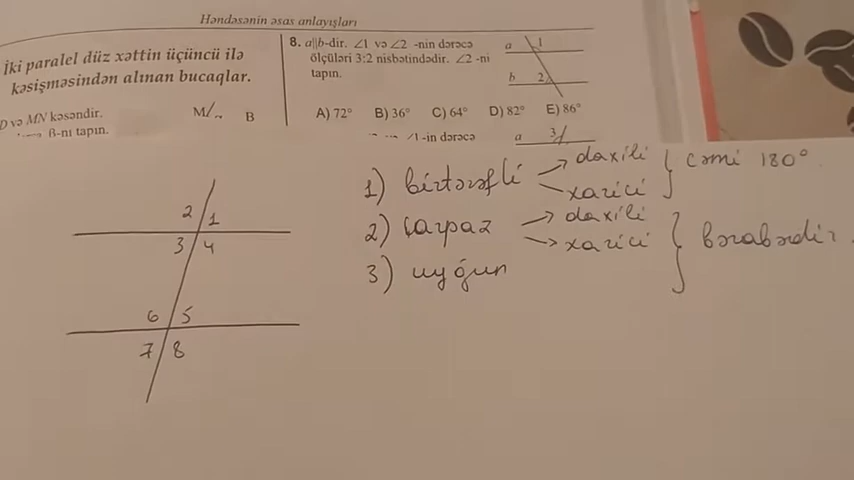 Həndəsənin əsas anlayışları
İki paralel düz xəttin üçüncü ilə
kəsişməsindən alınan bucaqlar.
D və MN kəsəndir.
β-nı tapın.
M
B
8. a||b-dir. ∠1 və ∠2 -nin dərəcə
ölçüləri 3:2 nisbətindədir. ∠2 -ni
tapın.
a 1
b 2
A) 72° B) 36° C) 64° D) 82° E) 86°
∠1-in dərəcə
a 3
1) birtərəfli → daxili
→ xarici
cəmi 180°
2) çarpaz → daxili
→ xarici
3) uyğun
bərabərdir.
2 1
3 4
6 5
7 8